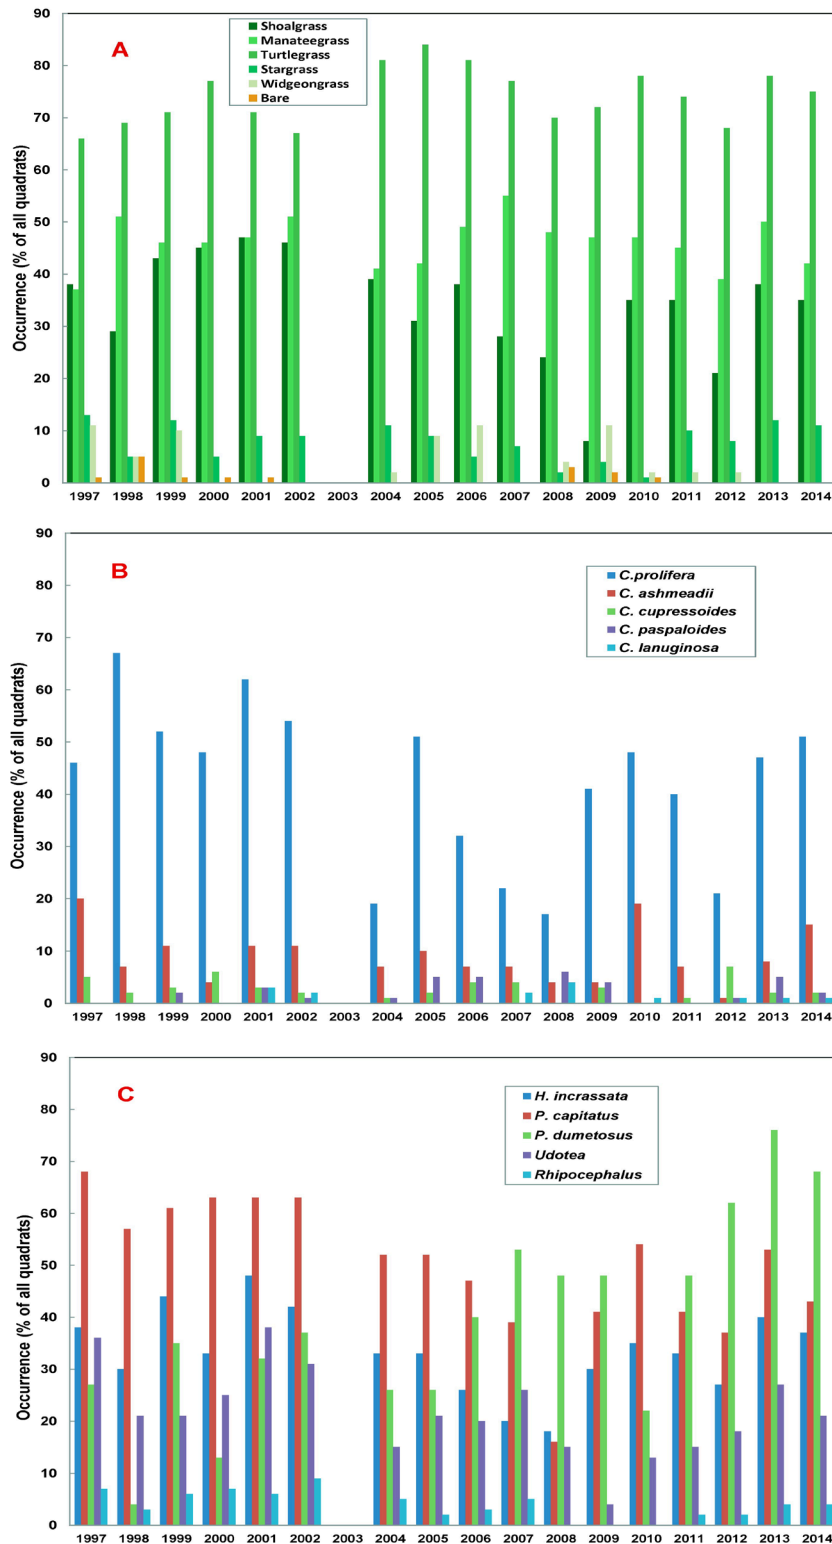 A
Shoalgrass
Manateegrass
Turtlegrass
Stargrass
Widgeongrass
Bare
Occurrence (% of all quadrats)
90
80
70
60
50
40
30
20
10
0
1997 1998 1999 2000 2001 2002 2003 2004 2005 2006 2007 2008 2009 2010 2011 2012 2013 2014
B
C.prolifera
C. ashmeadii
C. cupressoides
C. paspaloides
C. lanuginosa
Occurrence (% of all quadrats)
90
80
70
60
50
40
30
20
10
0
1997 1998 1999 2000 2001 2002 2003 2004 2005 2006 2007 2008 2009 2010 2011 2012 2013 2014
C
H. incrassata
P. capitatus
P. dumetosus
Udotea
Rhipocephalus
Occurrence (% of all quadrats)
90
80
70
60
50
40
30
20
10
0
1997 1998 1999 2000 2001 2002 2003 2004 2005 2006 2007 2008 2009 2010 2011 2012 2013 2014